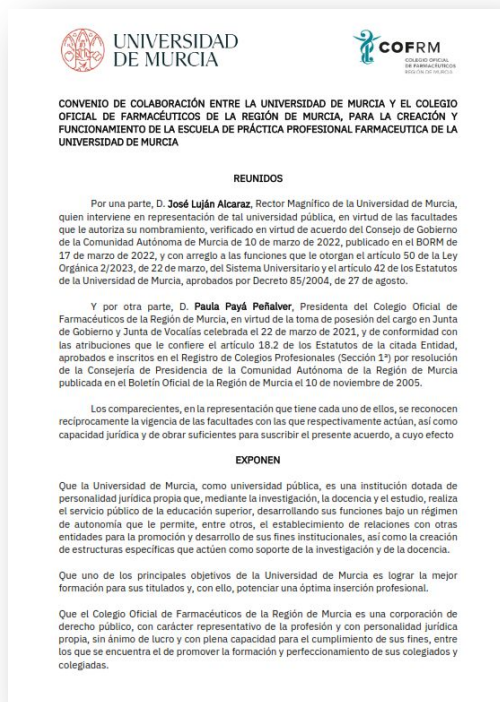 UNIVERSIDAD
DE MURCIA
COFRM
COLEGIO OFICIAL
DE FARMACÉUTICOS
REGIÓN DE MURCIA
CONVENIO DE COLABORACIÓN ENTRE LA UNIVERSIDAD DE MURCIA Y EL COLEGIO
OFICIAL DE FARMACÉUTICOS DE LA REGIÓN DE MURCIA, PARA LA CREACIÓN Y
FUNCIONAMIENTO DE LA ESCUELA DE PRÁCTICA PROFESIONAL FARMACEUTICA DE LA
UNIVERSIDAD DE MURCIA
REUNIDOS
Por una parte, D. José Luján Alcaraz, Rector Magnífico de la Universidad de Murcia,
quien interviene en representación de tal universidad pública, en virtud de las facultades
que le autoriza su nombramiento, verificado en virtud de acuerdo del Consejo de Gobierno
de la Comunidad Autónoma de Murcia de 10 de marzo de 2022, publicado en el BORM de
17 de marzo de 2022, y con arreglo a las funciones que le otorgan el artículo 50 de la Ley
Orgánica 2/2023, de 22 de marzo, del Sistema Universitario y el artículo 42 de los Estatutos
de la Universidad de Murcia, aprobados por Decreto 85/2004, de 27 de agosto.
Y por otra parte, D. Paula Payá Peñalver, Presidenta del Colegio Oficial de
Farmacéuticos de la Región de Murcia, en virtud de la toma de posesión del cargo en Junta
de Gobierno y Junta de Vocalías celebrada el 22 de marzo de 2021, y de conformidad con
las atribuciones que le confiere el artículo 18.2 de los Estatutos de la citada Entidad,
aprobados e inscritos en el Registro de Colegios Profesionales (Sección 1ª) por resolución
de la Consejería de Presidencia de la Comunidad Autónoma de la Región de Murcia
publicada en el Boletín Oficial de la Región de Murcia el 10 de noviembre de 2005.
Los comparecientes, en la representación que tiene cada uno de ellos, se reconocen
recíprocamente la vigencia de las facultades con las que respectivamente actúan, así como
capacidad jurídica y de obrar suficientes para suscribir el presente acuerdo, a cuyo efecto
EXPONEN
Que la Universidad de Murcia, como universidad pública, es una institución dotada de
personalidad jurídica propia que, mediante la investigación, la docencia y el estudio, realiza
el servicio público de la educación superior, desarrollando sus funciones bajo un régimen
de autonomía que le permite, entre otros, el establecimiento de relaciones con otras
entidades para la promoción y desarrollo de sus fines institucionales, así como la creación
de estructuras específicas que actúen como soporte de la investigación y de la docencia.
Que uno de los principales objetivos de la Universidad de Murcia es lograr la mejor
formación para sus titulados y, con ello, potenciar una óptima inserción profesional.
Que el Colegio Oficial de Farmacéuticos de la Región de Murcia es una corporación de
derecho público, con carácter representativo de la profesión y con personalidad jurídica
propia, sin ánimo de lucro y con plena capacidad para el cumplimiento de sus fines, entre
los que se encuentra el de promover la formación y perfeccionamiento de sus colegiados y
colegiadas.